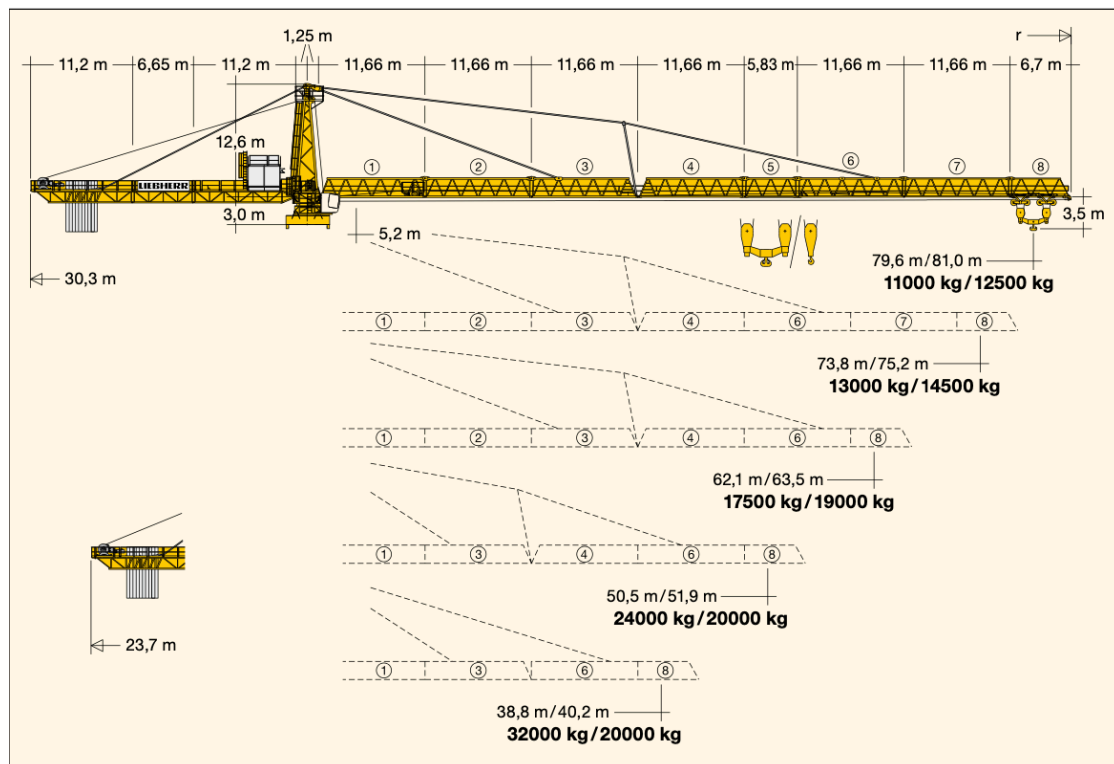 1,25 m
r
11,2 m
6,65 m
11,2 m
11,66 m
11,66 m
11,66 m
11,66 m
5,83 m
11,66 m
11,66 m
6,7 m
12,6 m
① ② ③ ④ ⑤ ⑥ ⑦ ⑧
LIEBHERR
3,0 m
3,5 m
5,2 m
30,3 m
79,6 m/81,0 m
11000 kg/12500 kg
① ② ③ ④ ⑥ ⑦ ⑧
73,8 m/75,2 m
13000 kg/14500 kg
① ② ③ ④ ⑥ ⑧
62,1 m/63,5 m
17500 kg/19000 kg
① ③ ④ ⑥ ⑧
50,5 m/51,9 m
24000 kg/20000 kg
23,7 m
① ③ ⑥ ⑧
38,8 m/40,2 m
32000 kg/20000 kg